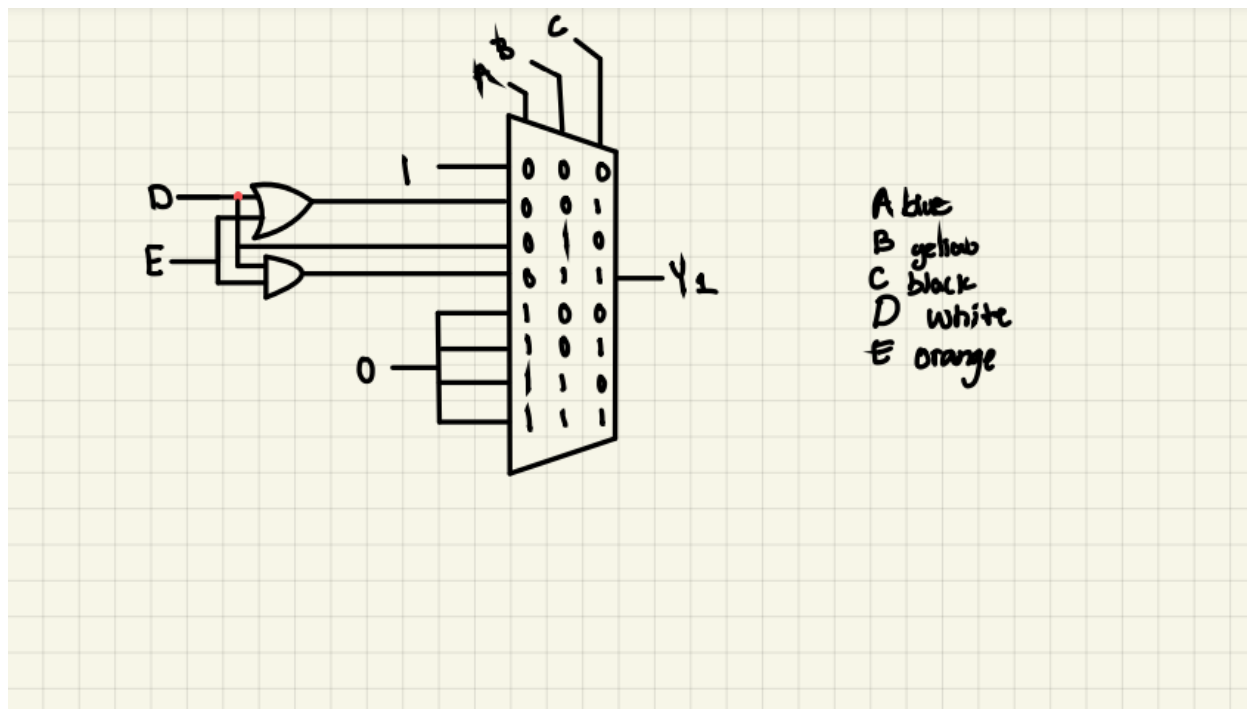 C
B
A
1
0 0 0
D
0 0 1
E
0 1 0
0 1 1
Y1
1 0 0
1 0 1
0
1 1 0
1 1 1
A blue
B yellow
C black
D white
E orange